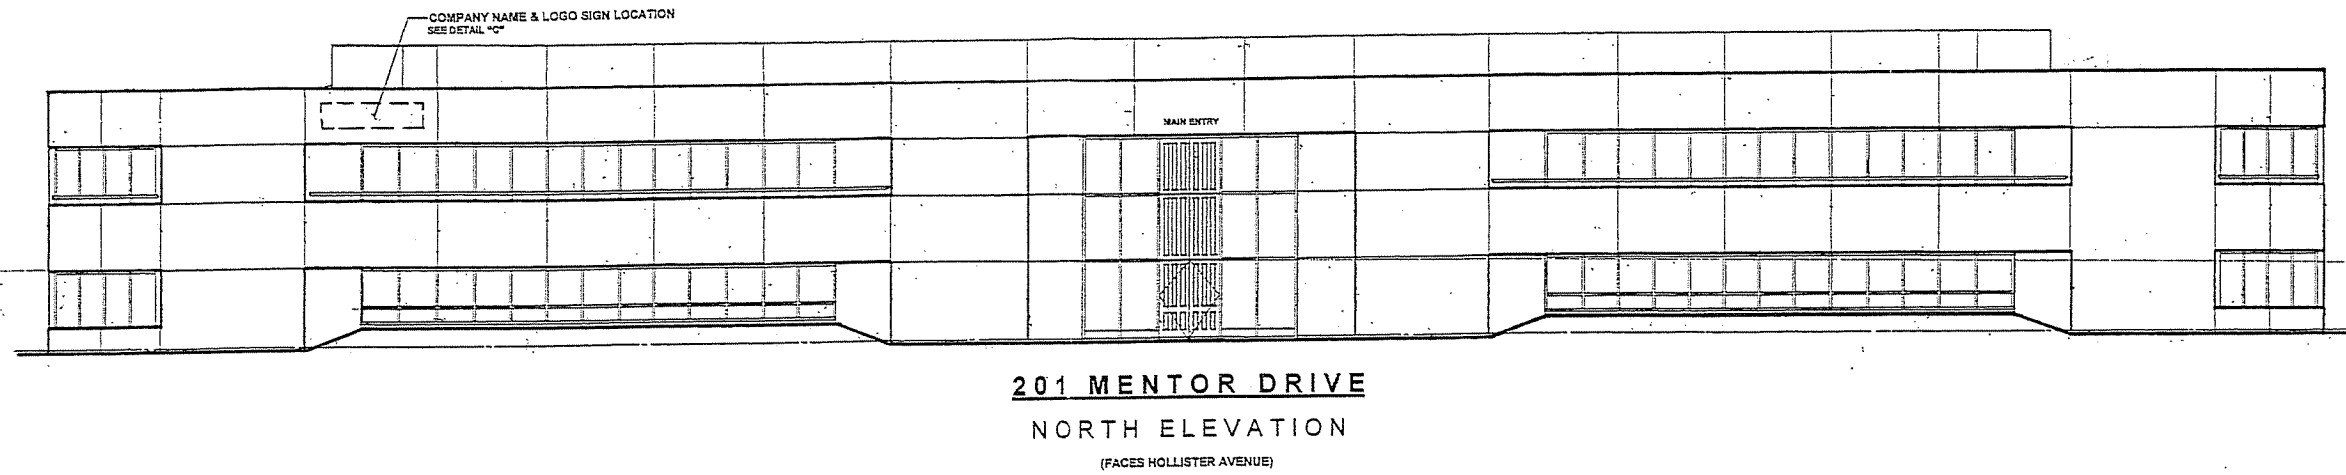 COMPANY NAME & LOGO SIGN LOCATION
SEE DETAIL "C"
MAIN ENTRY
201 MENTOR DRIVE
NORTH ELEVATION
(FACES HOLLISTER AVENUE)